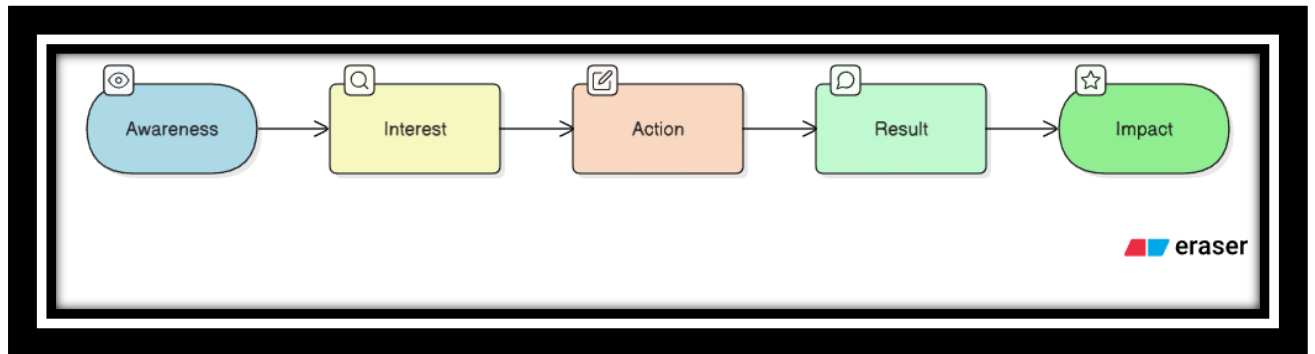 Awareness
Interest
Action
Result
Impact
eraser